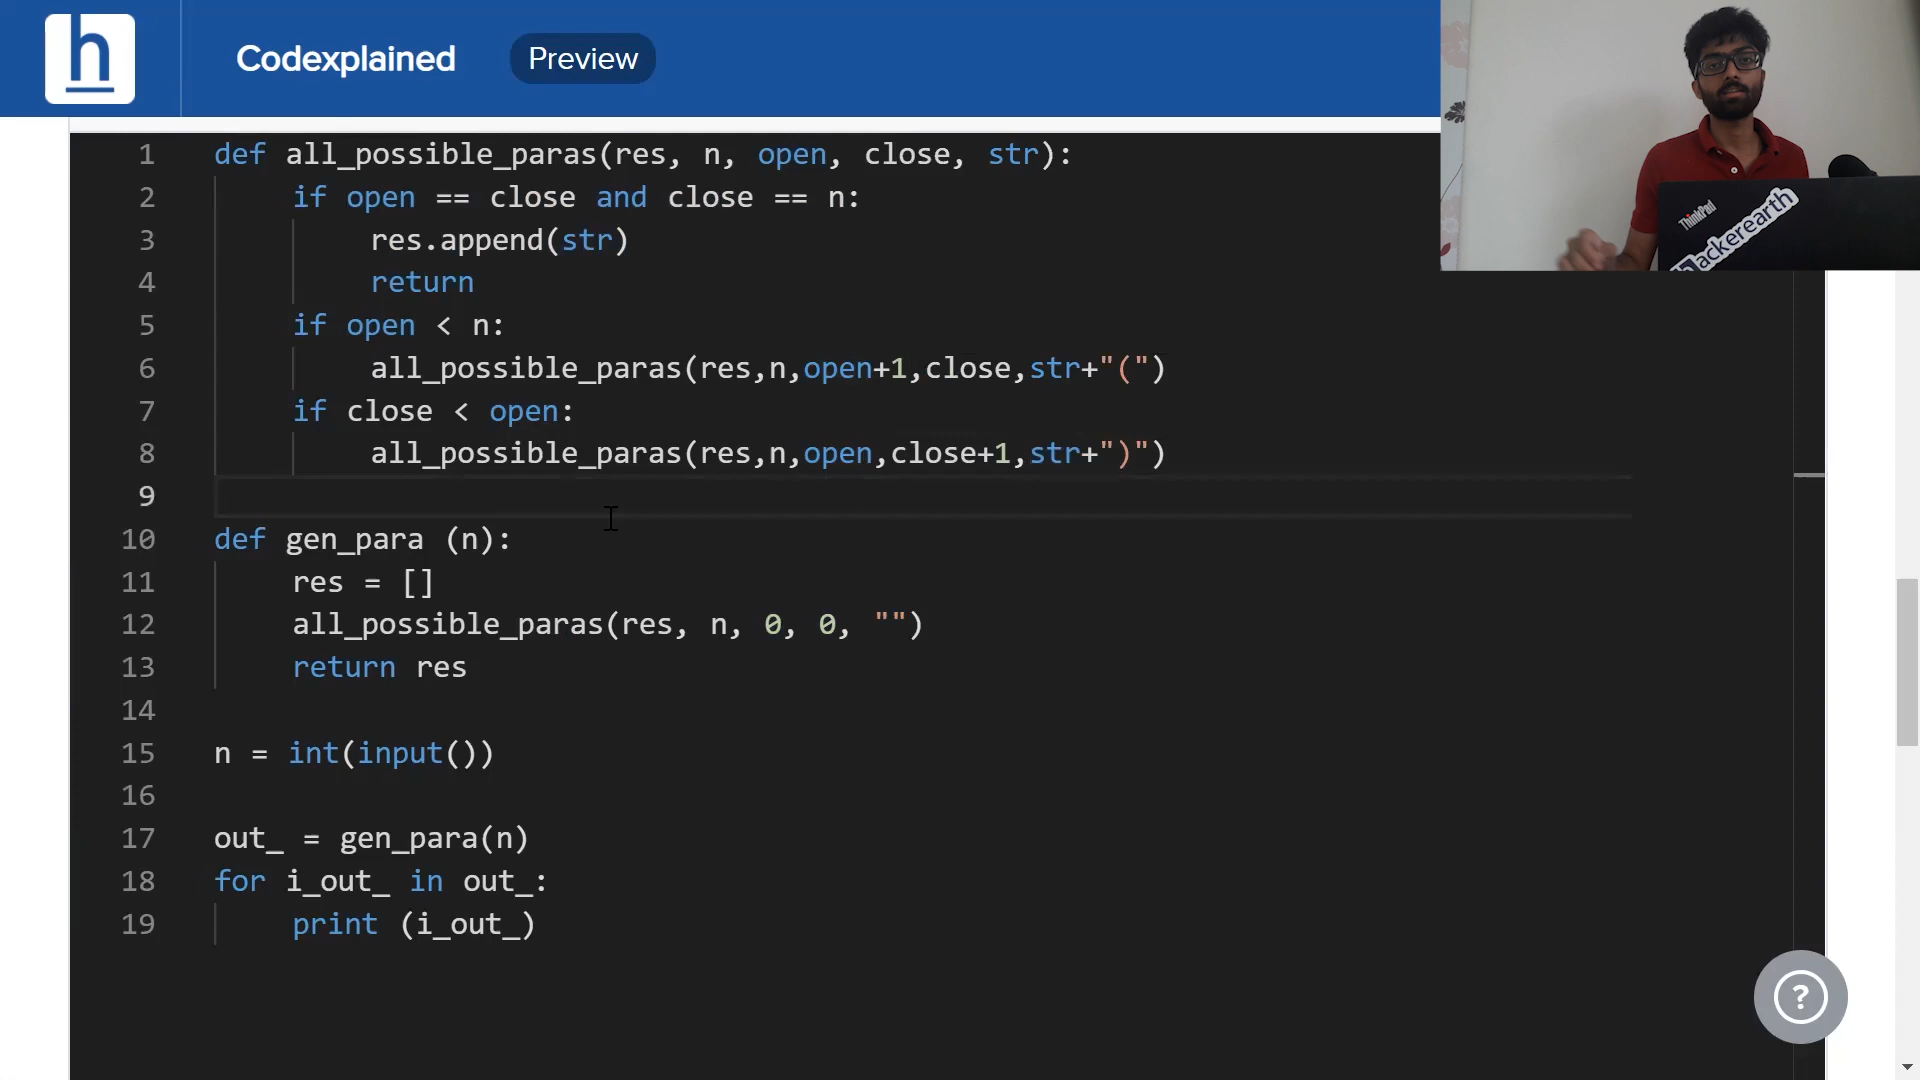 h
Codexplained Preview
1 def all_possible_paras(res, n, open, close, str):
2 if open == close and close == n:
3 res.append(str)
4 return
5 if open < n:
6 all_possible_paras(res,n,open+1,close,str+"(")
7 if close < open:
8 all_possible_paras(res,n,open,close+1,str+")")
9
10 def gen_para (n):
11 res = []
12 all_possible_paras(res, n, 0, 0, "")
13 return res
14
15 n = int(input())
16
17 out_ = gen_para(n)
18 for i_out_ in out_:
19 print (i_out_)
ThinkPad
hackerearth
?